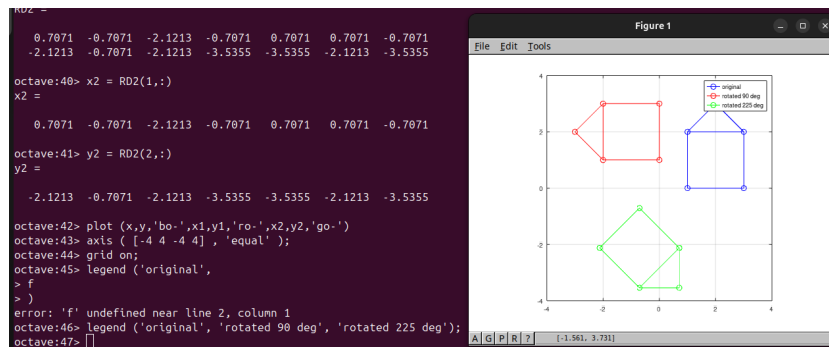 RD2 =
0.7071 -0.7071 -2.1213 -0.7071 0.7071 0.7071 -0.7071
-2.1213 -0.7071 -2.1213 -3.5355 -3.5355 -2.1213 -3.5355
octave:40> x2 = RD2(1,:)
x2 =
0.7071 -0.7071 -2.1213 -0.7071 0.7071 0.7071 -0.7071
octave:41> y2 = RD2(2,:)
y2 =
-2.1213 -0.7071 -2.1213 -3.5355 -3.5355 -2.1213 -3.5355
octave:42> plot (x,y,'bo-',x1,y1,'ro-',x2,y2,'go-')
octave:43> axis ( [-4 4 -4 4] , 'equal' );
octave:44> grid on;
octave:45> legend ('original',
> f
> )
error: 'f' undefined near line 2, column 1
octave:46> legend ('original', 'rotated 90 deg', 'rotated 225 deg');
octave:47>
Figure 1
File Edit Tools
original
rotated 90 deg
rotated 225 deg
4
2
0
-2
-4
-4 -2 0 2 4
A G P R ? [-1.561, 3.731]